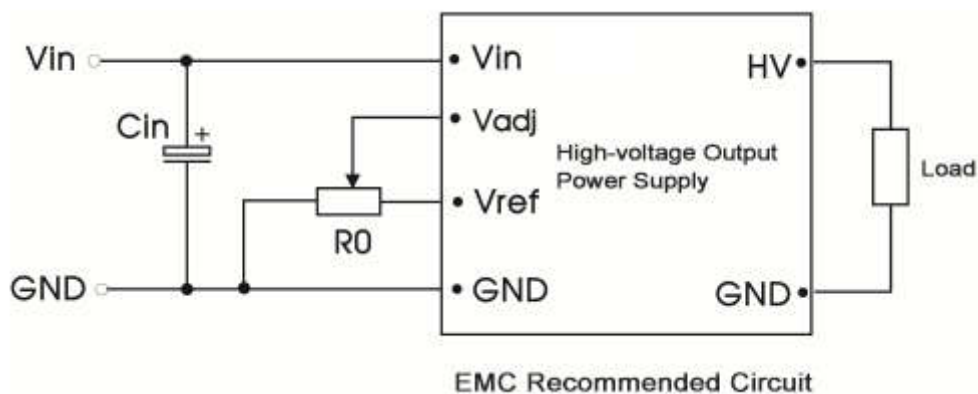 Vin
Vin
HV
Cin
+
Vadj
High-voltage Output
Power Supply
Load
Vref
R0
GND
GND
GND
EMC Recommended Circuit